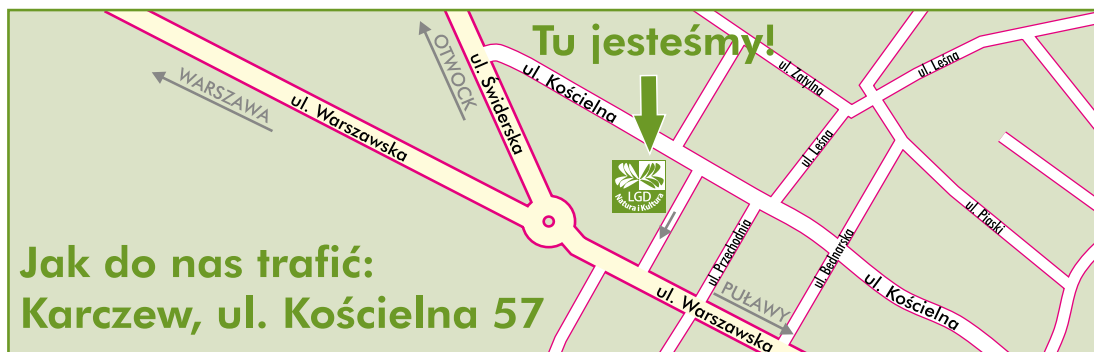 Tu jesteśmy!
OTWOCK
WARSZAWA
ul. Warszawska
ul. Świderska
ul. Kościelna
ul. Zatylna
ul. Leśna
ul. Leśna
LGD
Natura i Kultura
ul. Przechodnia
ul. Bednarska
ul. Piaski
ul. Kościelna
PUŁAWY
ul. Warszawska
Jak do nas trafić:
Karczew, ul. Kościelna 57